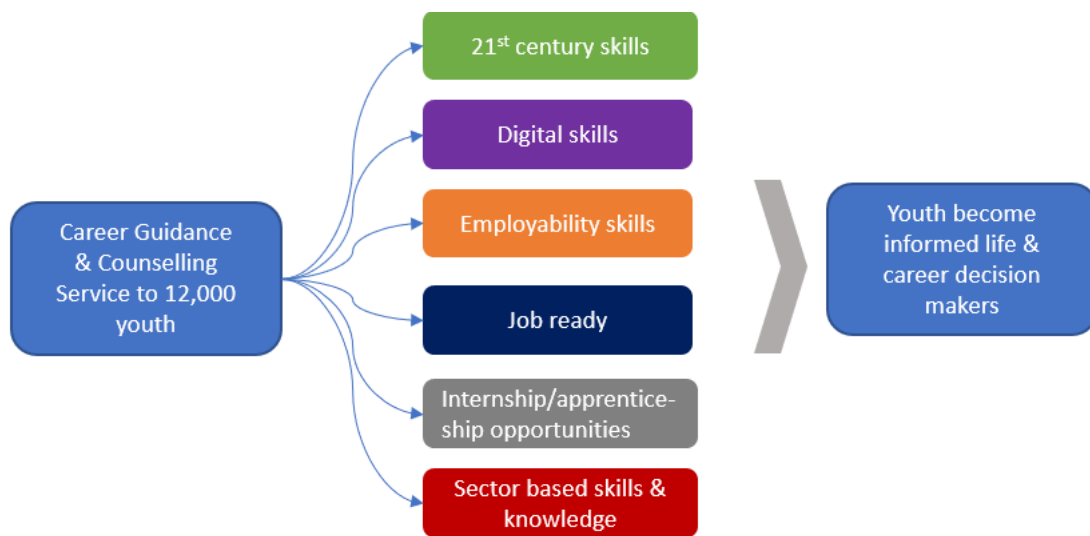 Career Guidance
& Counselling
Service to 12,000
youth
21st century skills
Digital skills
Employability skills
Job ready
Internship/apprentice-
ship opportunities
Sector based skills &
knowledge
Youth become
informed life &
career decision
makers